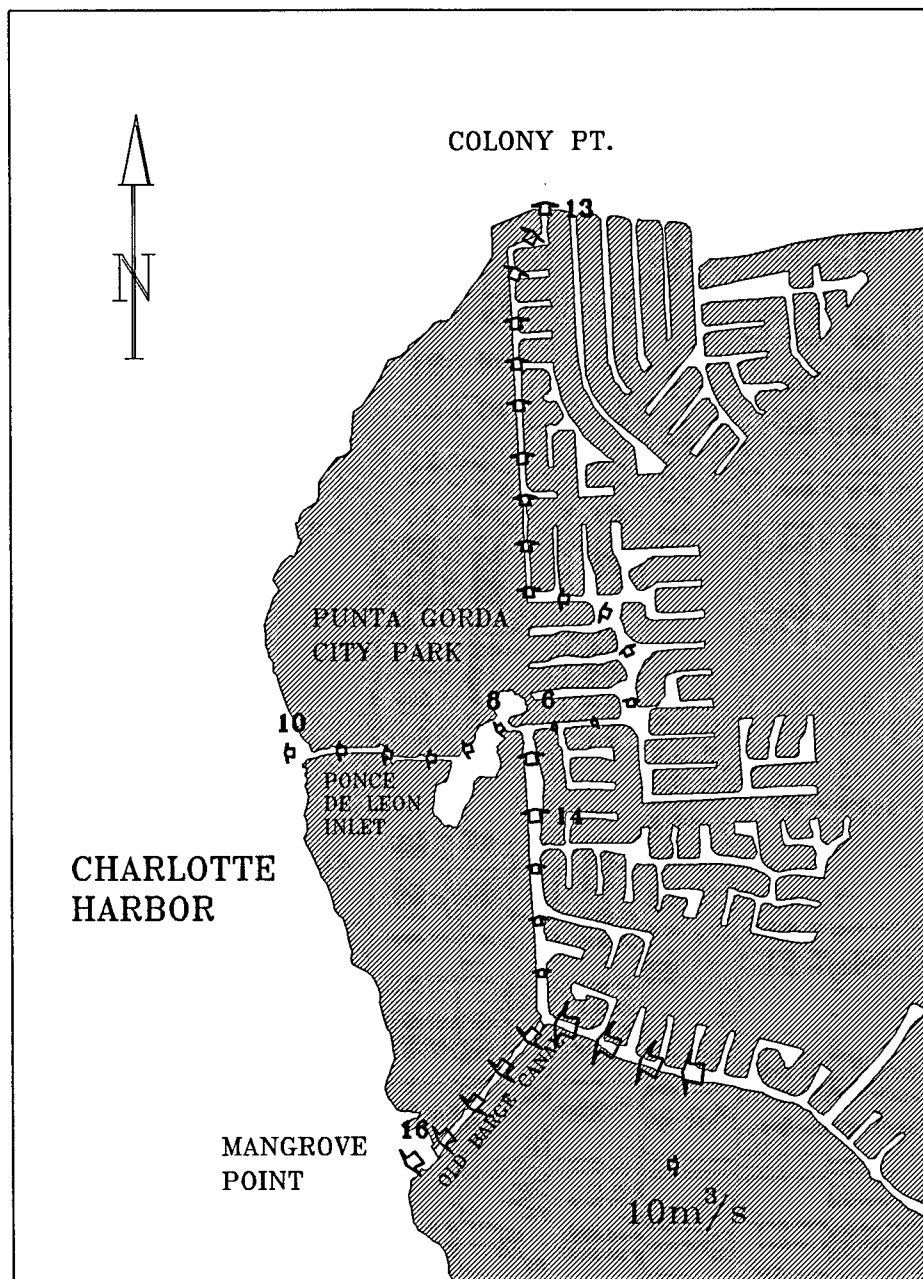 COLONY PT.
13
N
PUNTA GORDA
CITY PARK
8 6
10
PONCE
DE LEON
INLET
14
CHARLOTTE
HARBOR
OLD BARGE CANAL
16
MANGROVE
POINT
10m³/s